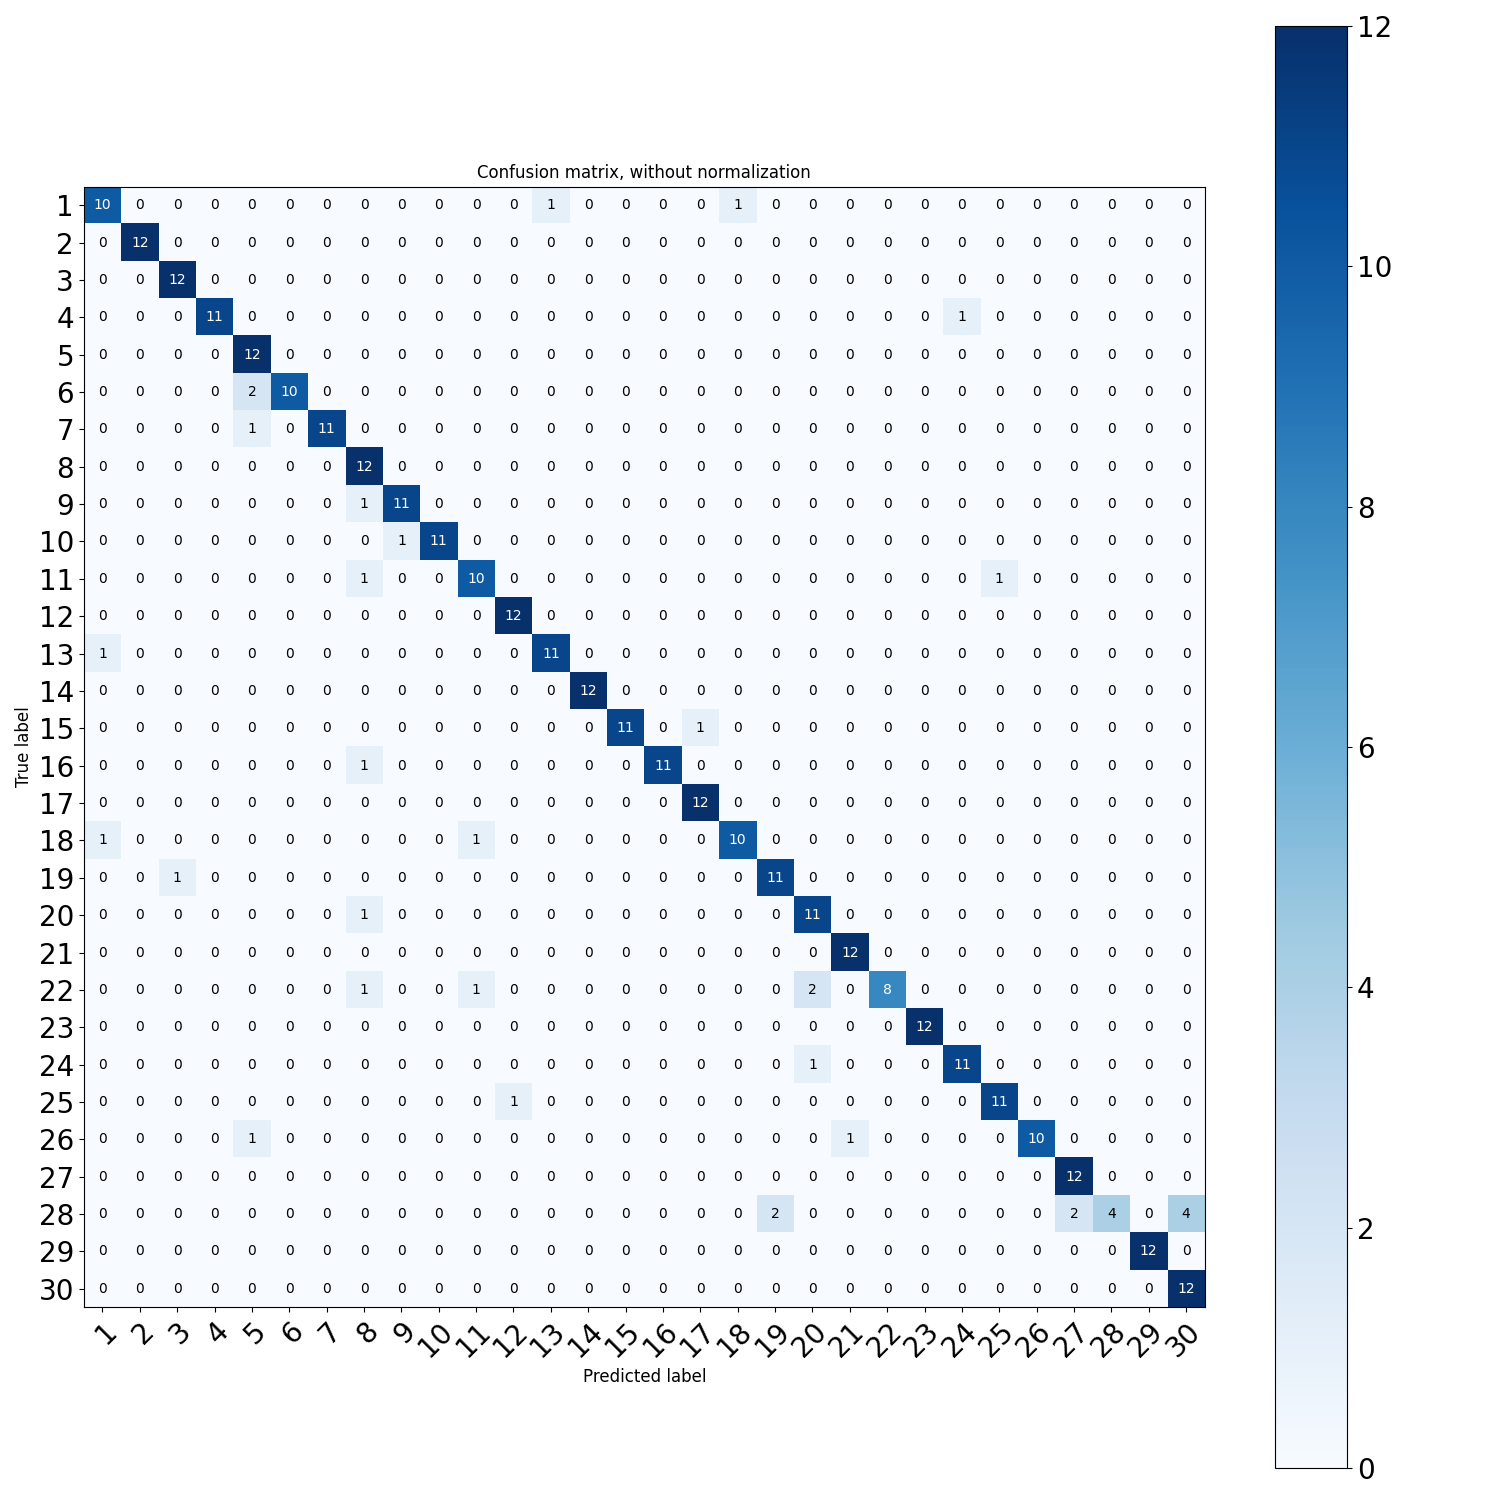 12
Confusion matrix, without normalization
1 10 0 0 0 0 0 0 0 0 0 0 0 1 0 0 0 0 1 0 0 0 0 0 0 0 0 0 0 0 0
2 0 12 0 0 0 0 0 0 0 0 0 0 0 0 0 0 0 0 0 0 0 0 0 0 0 0 0 0 0 0
3 0 0 12 0 0 0 0 0 0 0 0 0 0 0 0 0 0 0 0 0 0 0 0 0 0 0 0 0 0 0
10
4 0 0 0 11 0 0 0 0 0 0 0 0 0 0 0 0 0 0 0 0 0 0 0 1 0 0 0 0 0 0
5 0 0 0 0 12 0 0 0 0 0 0 0 0 0 0 0 0 0 0 0 0 0 0 0 0 0 0 0 0 0
6 0 0 0 0 2 10 0 0 0 0 0 0 0 0 0 0 0 0 0 0 0 0 0 0 0 0 0 0 0 0
7 0 0 0 0 1 0 11 0 0 0 0 0 0 0 0 0 0 0 0 0 0 0 0 0 0 0 0 0 0 0
8 0 0 0 0 0 0 0 12 0 0 0 0 0 0 0 0 0 0 0 0 0 0 0 0 0 0 0 0 0 0
9 0 0 0 0 0 0 0 1 11 0 0 0 0 0 0 0 0 0 0 0 0 0 0 0 0 0 0 0 0 0
8
10 0 0 0 0 0 0 0 0 1 11 0 0 0 0 0 0 0 0 0 0 0 0 0 0 0 0 0 0 0 0
11 0 0 0 0 0 0 0 1 0 0 10 0 0 0 0 0 0 0 0 0 0 0 0 0 1 0 0 0 0 0
12 0 0 0 0 0 0 0 0 0 0 0 12 0 0 0 0 0 0 0 0 0 0 0 0 0 0 0 0 0 0
13 1 0 0 0 0 0 0 0 0 0 0 0 11 0 0 0 0 0 0 0 0 0 0 0 0 0 0 0 0 0
14 0 0 0 0 0 0 0 0 0 0 0 0 0 12 0 0 0 0 0 0 0 0 0 0 0 0 0 0 0 0
15 0 0 0 0 0 0 0 0 0 0 0 0 0 0 11 0 1 0 0 0 0 0 0 0 0 0 0 0 0 0
True label
6
16 0 0 0 0 0 0 0 1 0 0 0 0 0 0 0 11 0 0 0 0 0 0 0 0 0 0 0 0 0 0
17 0 0 0 0 0 0 0 0 0 0 0 0 0 0 0 0 12 0 0 0 0 0 0 0 0 0 0 0 0 0
18 1 0 0 0 0 0 0 0 0 0 1 0 0 0 0 0 0 10 0 0 0 0 0 0 0 0 0 0 0 0
19 0 0 1 0 0 0 0 0 0 0 0 0 0 0 0 0 0 0 11 0 0 0 0 0 0 0 0 0 0 0
20 0 0 0 0 0 0 0 1 0 0 0 0 0 0 0 0 0 0 0 11 0 0 0 0 0 0 0 0 0 0
21 0 0 0 0 0 0 0 0 0 0 0 0 0 0 0 0 0 0 0 0 12 0 0 0 0 0 0 0 0 0
22 0 0 0 0 0 0 0 1 0 0 1 0 0 0 0 0 0 0 0 2 0 8 0 0 0 0 0 0 0 0
4
23 0 0 0 0 0 0 0 0 0 0 0 0 0 0 0 0 0 0 0 0 0 0 12 0 0 0 0 0 0 0
24 0 0 0 0 0 0 0 0 0 0 0 0 0 0 0 0 0 0 0 1 0 0 0 11 0 0 0 0 0 0
25 0 0 0 0 0 0 0 0 0 0 0 1 0 0 0 0 0 0 0 0 0 0 0 0 11 0 0 0 0 0
26 0 0 0 0 1 0 0 0 0 0 0 0 0 0 0 0 0 0 0 0 1 0 0 0 0 10 0 0 0 0
27 0 0 0 0 0 0 0 0 0 0 0 0 0 0 0 0 0 0 0 0 0 0 0 0 0 0 12 0 0 0
28 0 0 0 0 0 0 0 0 0 0 0 0 0 0 0 0 0 0 2 0 0 0 0 0 0 0 2 4 0 4
2
29 0 0 0 0 0 0 0 0 0 0 0 0 0 0 0 0 0 0 0 0 0 0 0 0 0 0 0 0 12 0
30 0 0 0 0 0 0 0 0 0 0 0 0 0 0 0 0 0 0 0 0 0 0 0 0 0 0 0 0 0 12
1 2 3 4 5 6 7 8 9 10 11 12 13 14 15 16 17 18 19 20 21 22 23 24 25 26 27 28 29 30
Predicted label
0